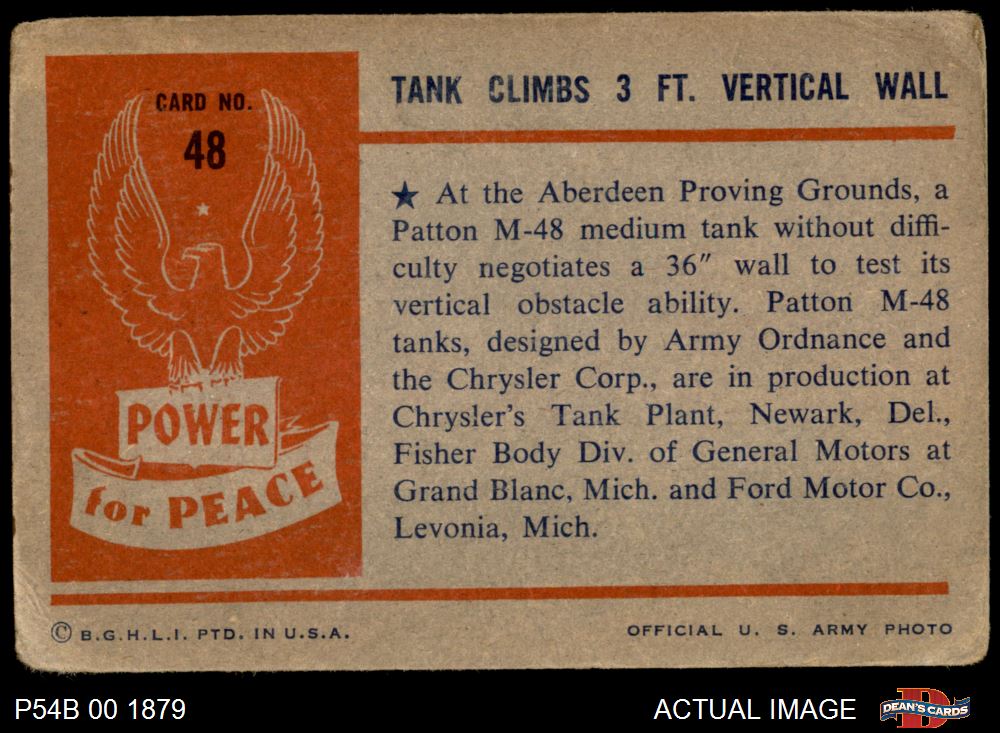 CARD NO.
48
POWER
for PEACE
TANK CLIMBS 3 FT. VERTICAL WALL
★ At the Aberdeen Proving Grounds, a
Patton M-48 medium tank without diffi-
culty negotiates a 36″ wall to test its
vertical obstacle ability. Patton M-48
tanks, designed by Army Ordnance and
the Chrysler Corp., are in production at
Chrysler's Tank Plant, Newark, Del.,
Fisher Body Div. of General Motors at
Grand Blanc, Mich. and Ford Motor Co.,
Levonia, Mich.
© B.G.H.L.I. PTD. IN U.S.A.
OFFICIAL U. S. ARMY PHOTO
P54B 00 1879
ACTUAL IMAGE
D
DEAN'S CARDS